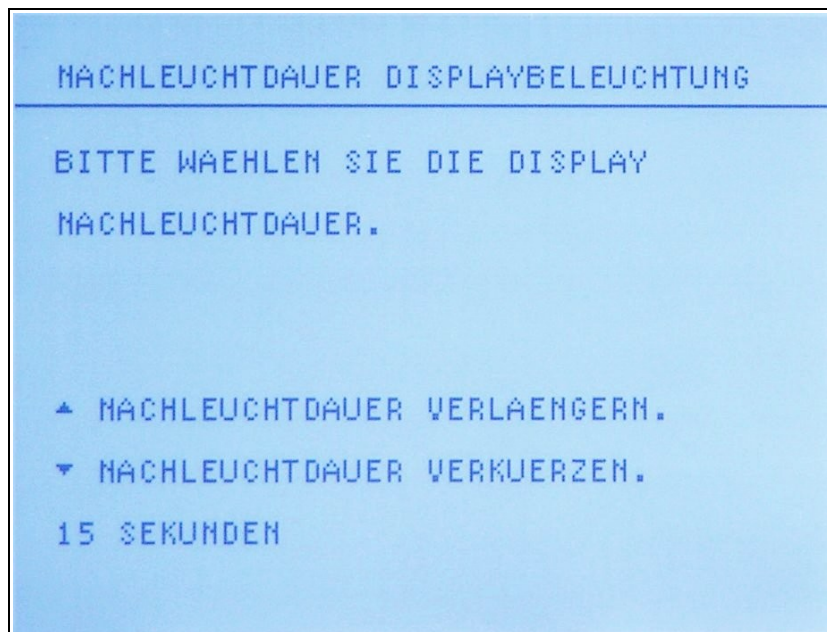 NACHLEUCHTDAUER DISPLAYBELEUCHTUNG
BITTE WAEHLEN SIE DIE DISPLAY
NACHLEUCHTDAUER.
▲ NACHLEUCHTDAUER VERLAENGERN.
▼ NACHLEUCHTDAUER VERKUERZEN.
15 SEKUNDEN